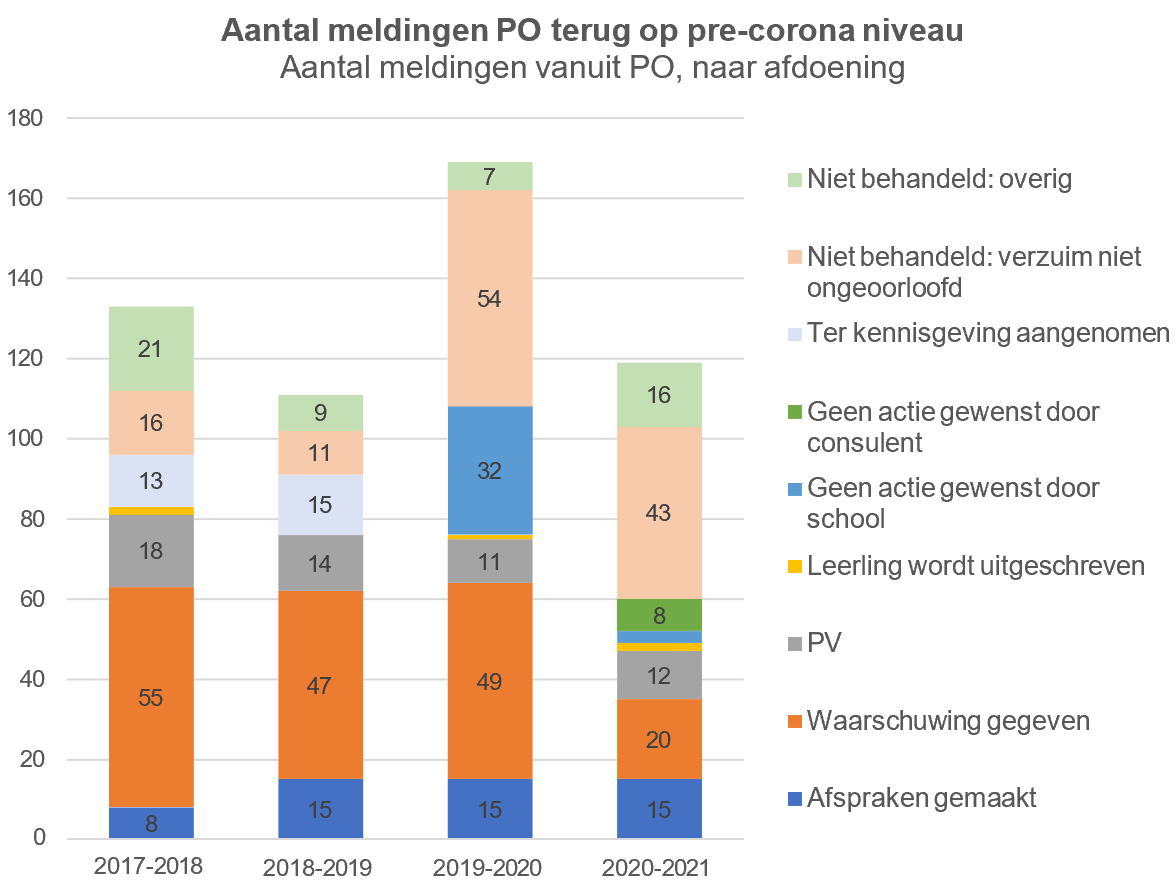 Aantal meldingen PO terug op pre-corona niveau
Aantal meldingen vanuit PO, naar afdoening
180
160
140
120
100
80
60
40
20
0
21
16
13
18
55
8
9
11
15
14
47
15
7
54
32
11
49
15
16
43
8
12
20
15
2017-2018
2018-2019
2019-2020
2020-2021
Niet behandeld: overig
Niet behandeld: verzuim niet
ongeoorloofd
Ter kennisgeving aangenomen
Geen actie gewenst door
consulent
Geen actie gewenst door
school
Leerling wordt uitgeschreven
PV
Waarschuwing gegeven
Afspraken gemaakt